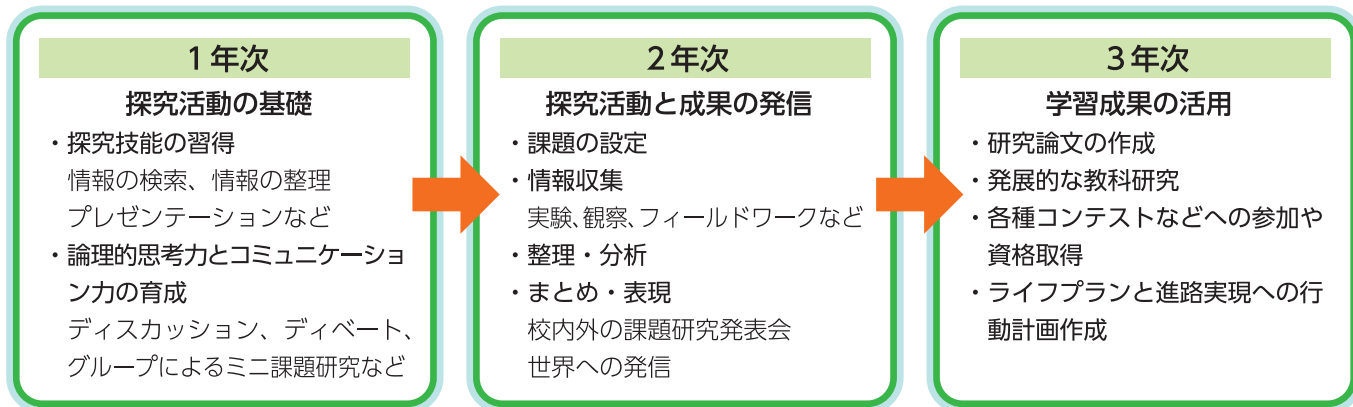 1年次
探究活動の基礎
・探究技能の習得
情報の検索、情報の整理
プレゼンテーションなど
・論理的思考力とコミュニケーショ
ン力の育成
ディスカッション、ディベート、
グループによるミニ課題研究など
2年次
探究活動と成果の発信
・課題の設定
・情報収集
実験、観察、フィールドワークなど
・整理・分析
・まとめ・表現
校内外の課題研究発表会
世界への発信
3年次
学習成果の活用
・研究論文の作成
・発展的な教科研究
・各種コンテストなどへの参加や
資格取得
・ライフプランと進路実現への行
動計画作成